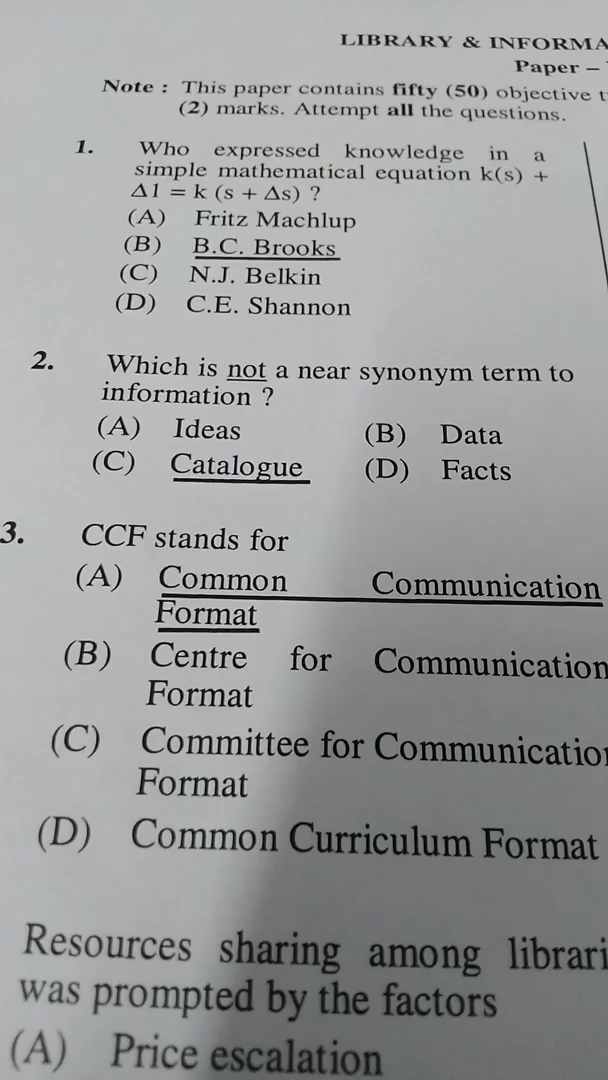 LIBRARY & INFORMA
Paper –
Note : This paper contains fifty (50) objective t
(2) marks. Attempt all the questions.
1. Who expressed knowledge in a
simple mathematical equation k(s) +
Δ1 = k (s + Δs) ?
(A) Fritz Machlup
(B) B.C. Brooks
(C) N.J. Belkin
(D) C.E. Shannon
2. Which is not a near synonym term to
information ?
(A) Ideas (B) Data
(C) Catalogue (D) Facts
3. CCF stands for
(A) Common Communication
Format
(B) Centre for Communication
Format
(C) Committee for Communication
Format
(D) Common Curriculum Format
Resources sharing among librari
was prompted by the factors
(A) Price escalation